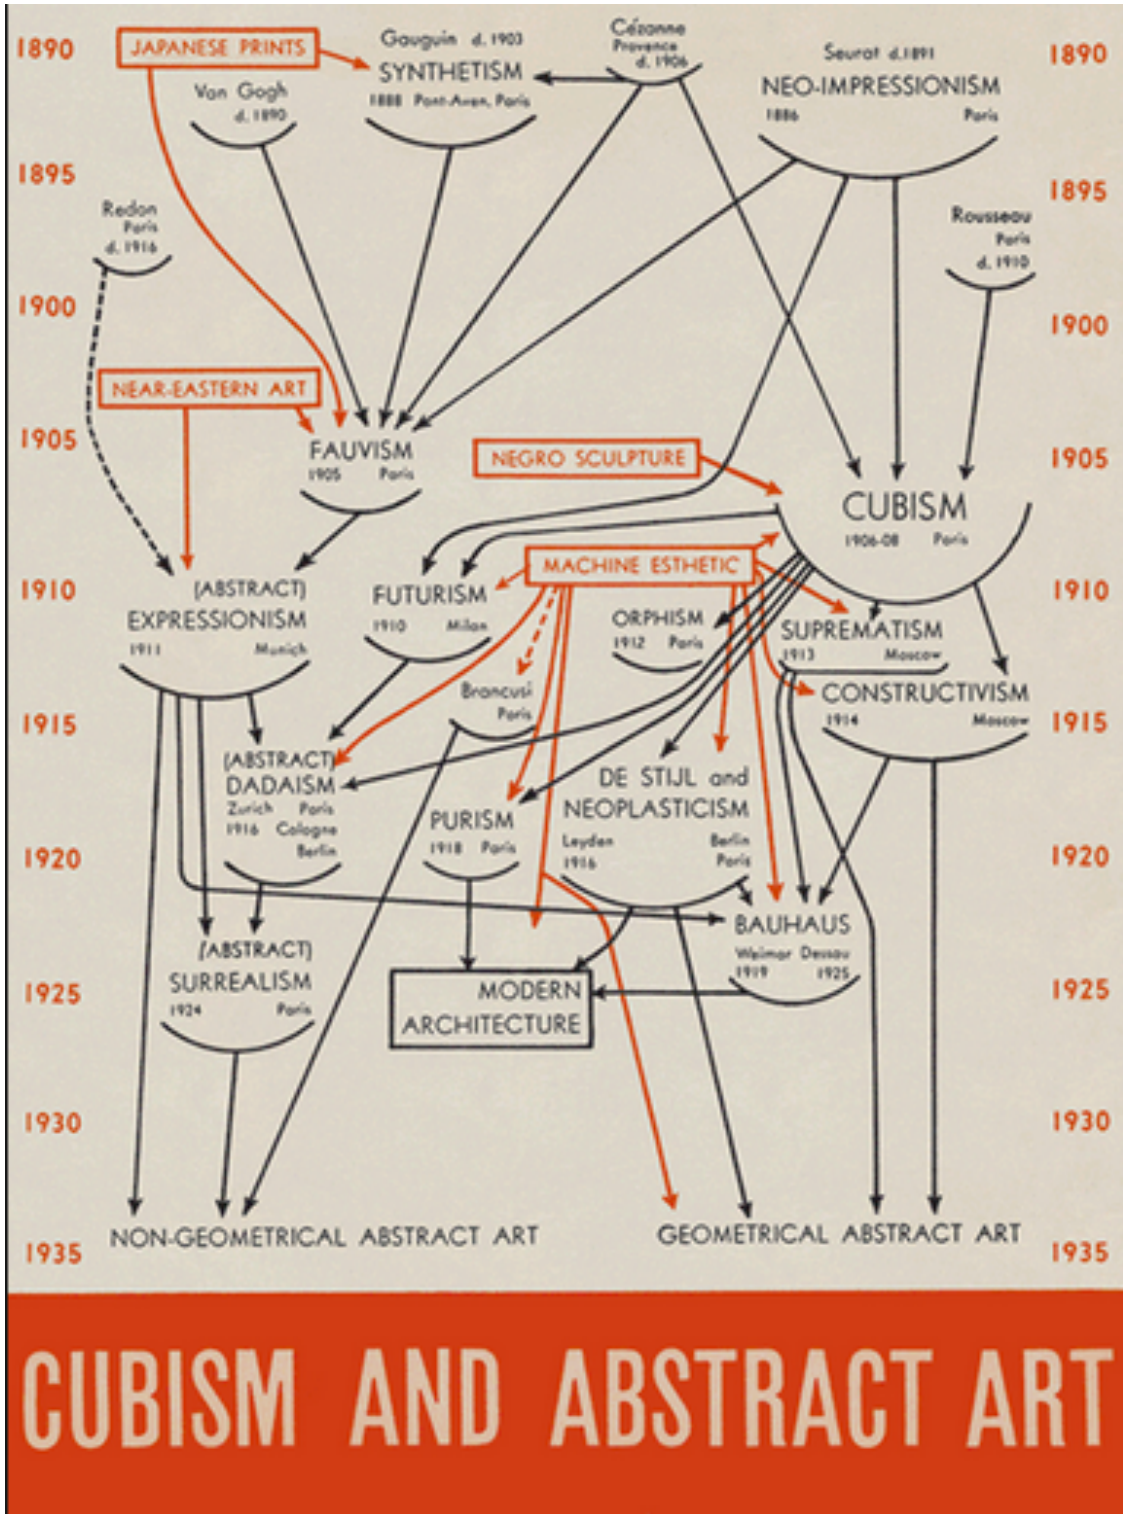 1890
JAPANESE PRINTS
Gauguin d. 1903
SYNTHETISM
1888 Pont-Aven, Paris
Cézanne
Provence
d. 1906
Seurat d.1891
NEO-IMPRESSIONISM
1886 Paris
1890
Van Gogh
d. 1890
1895
1895
Redon
Paris
d. 1916
Rousseau
Paris
d. 1910
1900
1900
NEAR-EASTERN ART
1905
FAUVISM
1905 Paris
NEGRO SCULPTURE
1905
CUBISM
1906-08 Paris
1910
(ABSTRACT)
EXPRESSIONISM
1911 Munich
FUTURISM
1910 Milan
MACHINE ESTHETIC
ORPHISM
1912 Paris
SUPREMATISM
1913 Moscow
1910
Brancusi
Paris
CONSTRUCTIVISM
1914 Moscow
1915
1915
(ABSTRACT)
DADAISM
Zurich Paris
1916 Cologne
Berlin
PURISM
1918 Paris
DE STIJL and
NEOPLASTICISM
Leyden Berlin
1916 Paris
1920
1920
(ABSTRACT)
SURREALISM
1924 Paris
BAUHAUS
Weimar Dessau
1919 1925
1925
MODERN
ARCHITECTURE
1925
1930
1930
NON-GEOMETRICAL ABSTRACT ART
GEOMETRICAL ABSTRACT ART
1935
1935
CUBISM AND ABSTRACT ART